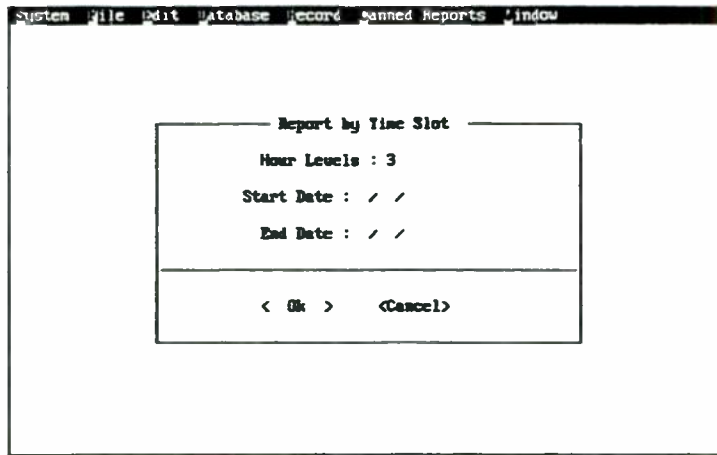 System File Edit Database Record Canned Reports Window
Report by Time Slot
Hour Levels : 3
Start Date : / /
End Date : / /
< Ok > <Cancel>